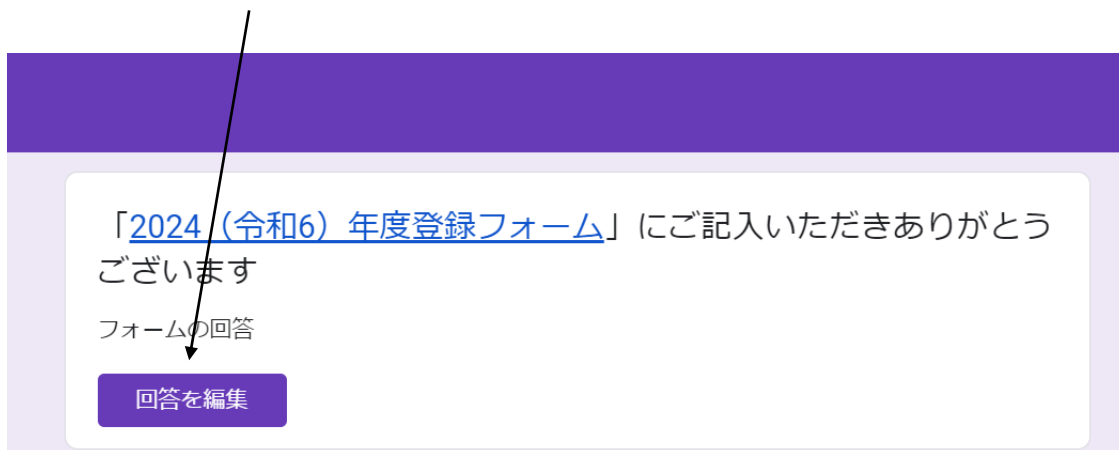 「2024（令和6）年度登録フォーム」にご記入いただきありがとう
ございます
フォームの回答
回答を編集